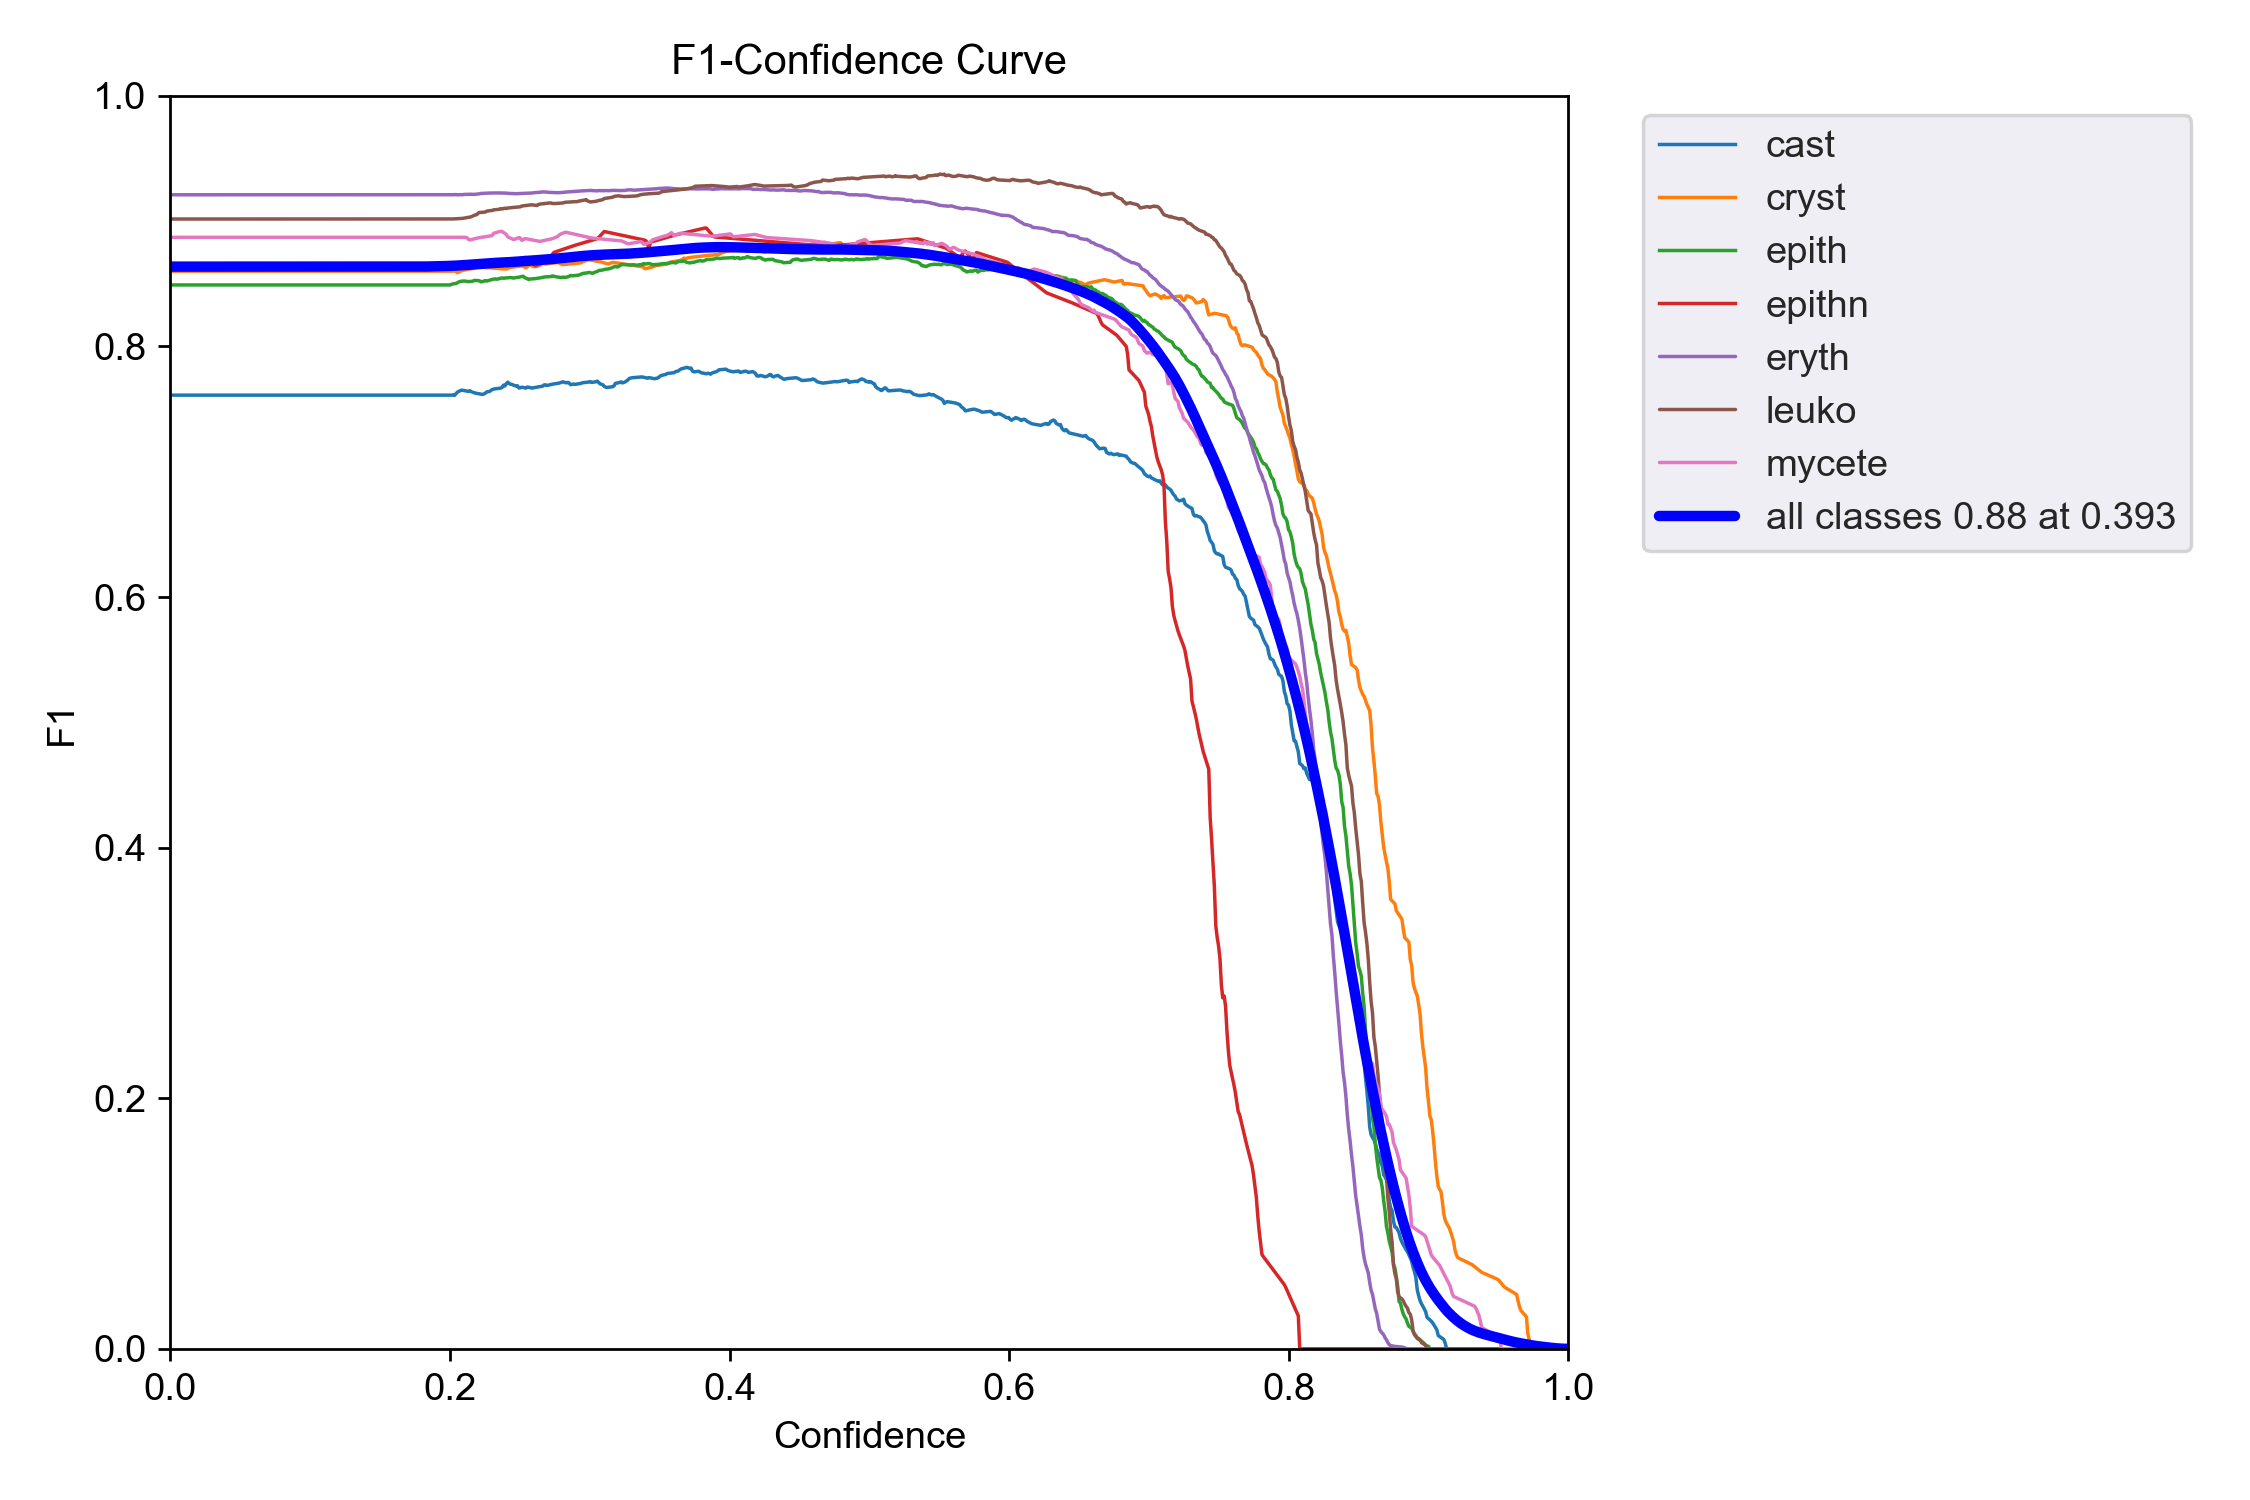 F1-Confidence Curve
1.0
0.8
0.6
0.4
0.2
0.0
F1
0.0 0.2 0.4 0.6 0.8 1.0
Confidence
cast
cryst
epith
epithn
eryth
leuko
mycete
all classes 0.88 at 0.393